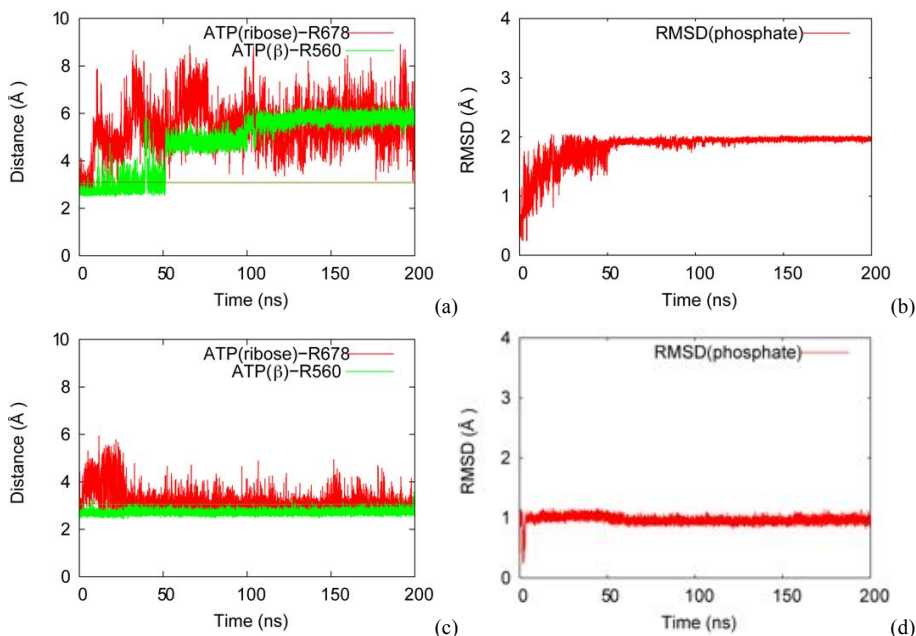 ATP(ribose)−R678
ATP(β)−R560
Distance (Å )
10
8
6
4
2
0
0 50 100 150 200
Time (ns)
(a)
RMSD(phosphate)
RMSD (Å )
4
3
2
1
0
0 50 100 150 200
Time (ns)
(b)
ATP(ribose)−R678
ATP(β)−R560
Distance (Å )
10
8
6
4
2
0
0 50 100 150 200
Time (ns)
(c)
RMSD(phosphate)
RMSD (Å )
4
3
2
1
0
0 50 100 150 200
Time (ns)
(d)